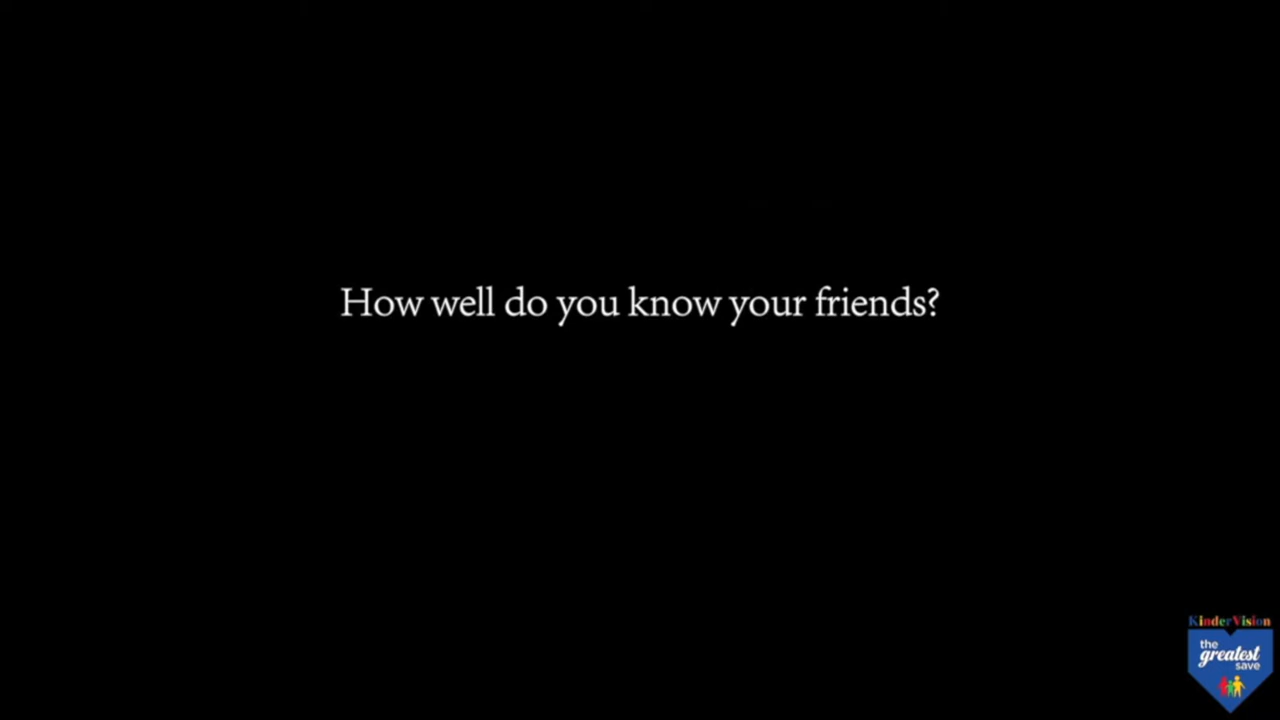 How well do you know your friends?
KinderVision
the
greatest
save